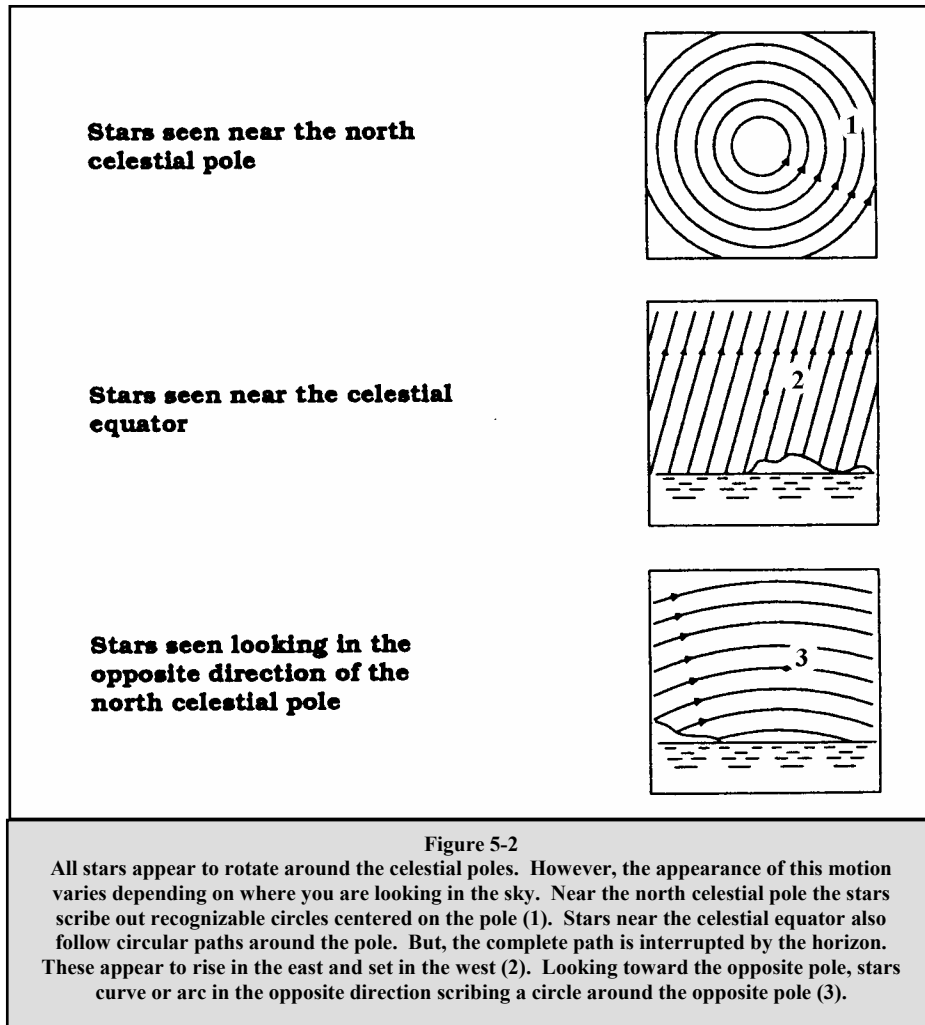 Stars seen near the north
celestial pole
1
Stars seen near the celestial
equator
2
Stars seen looking in the
opposite direction of the
north celestial pole
3
Figure 5-2
All stars appear to rotate around the celestial poles. However, the appearance of this motion
varies depending on where you are looking in the sky. Near the north celestial pole the stars
scribe out recognizable circles centered on the pole (1). Stars near the celestial equator also
follow circular paths around the pole. But, the complete path is interrupted by the horizon.
These appear to rise in the east and set in the west (2). Looking toward the opposite pole, stars
curve or arc in the opposite direction scribing a circle around the opposite pole (3).